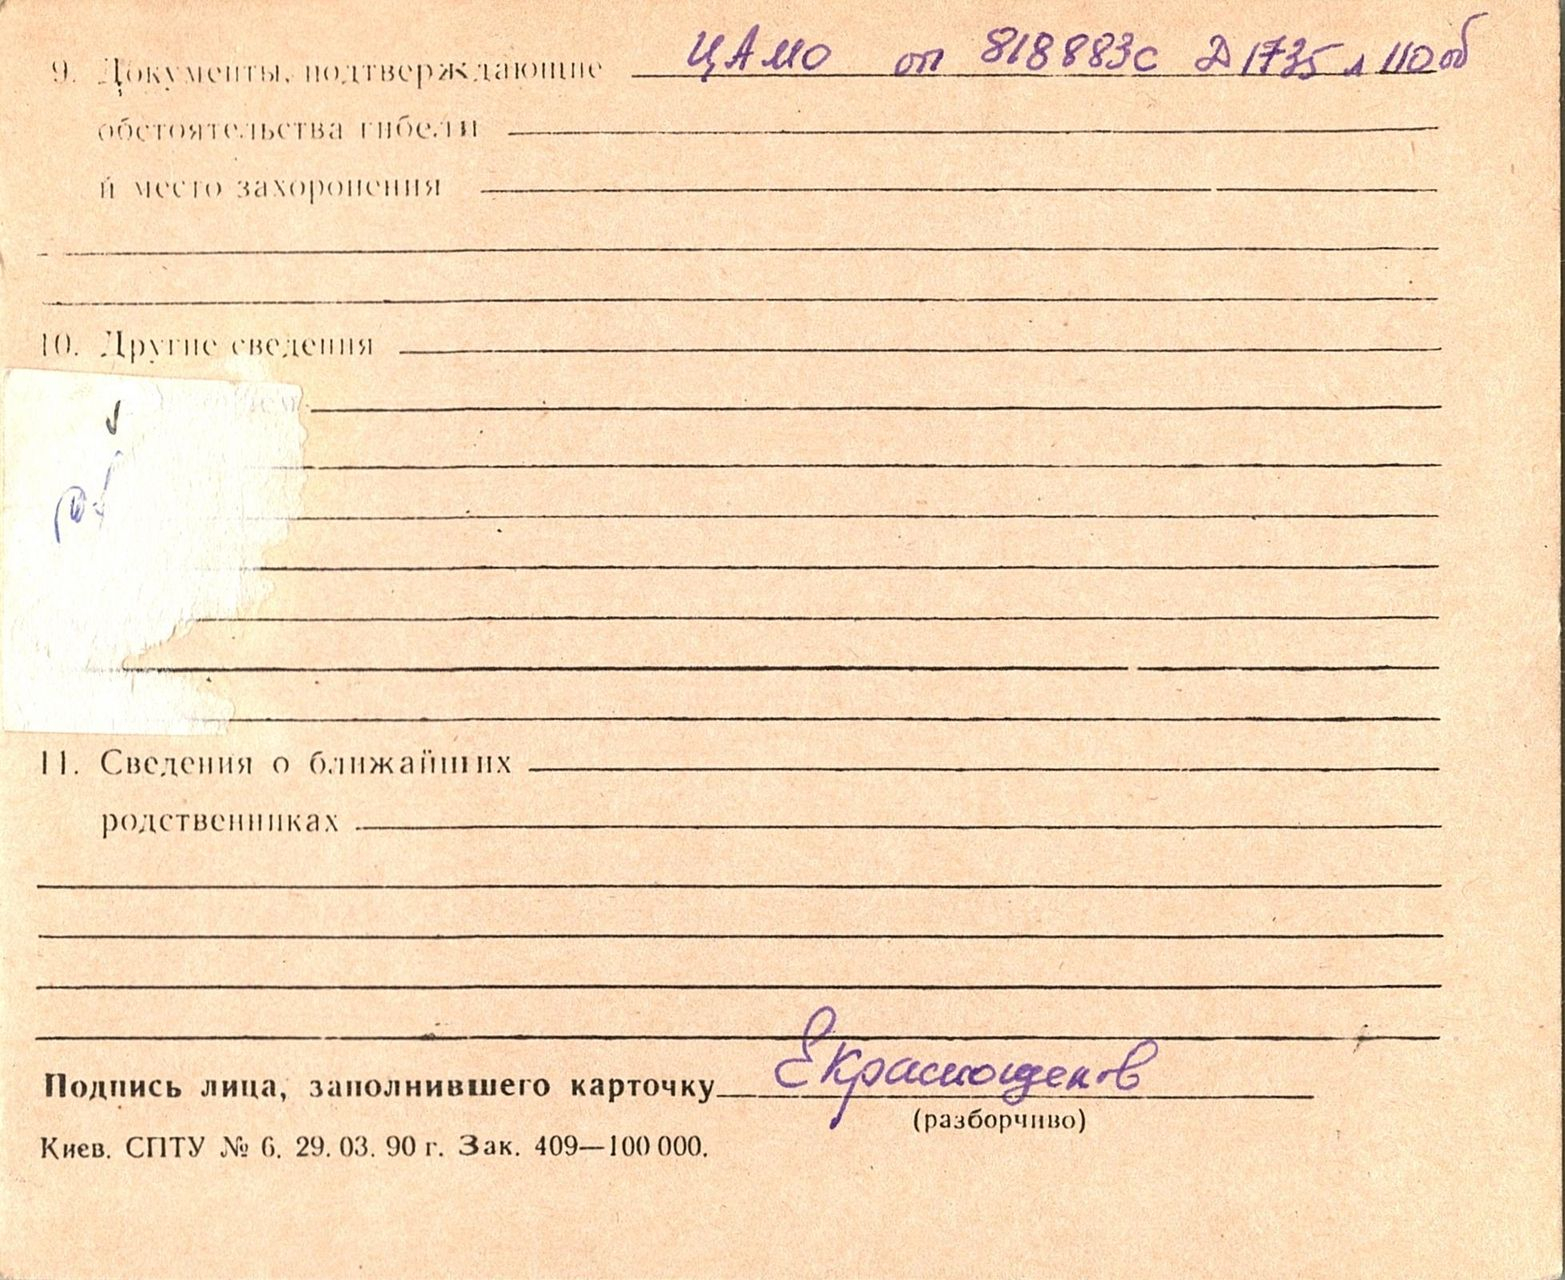 9. Документы, подтверждающие ЦАМО оп 818883с Д 1735 л 110об
обстоятельства гибели
и место захоронения
10. Другие сведения
11. Сведения о ближайших
родственниках
Подпись лица, заполнившего карточку ЕКраснощеков
(разборчиво)
Киев. СПТУ № 6. 29. 03. 90 г. Зак. 409—100 000.